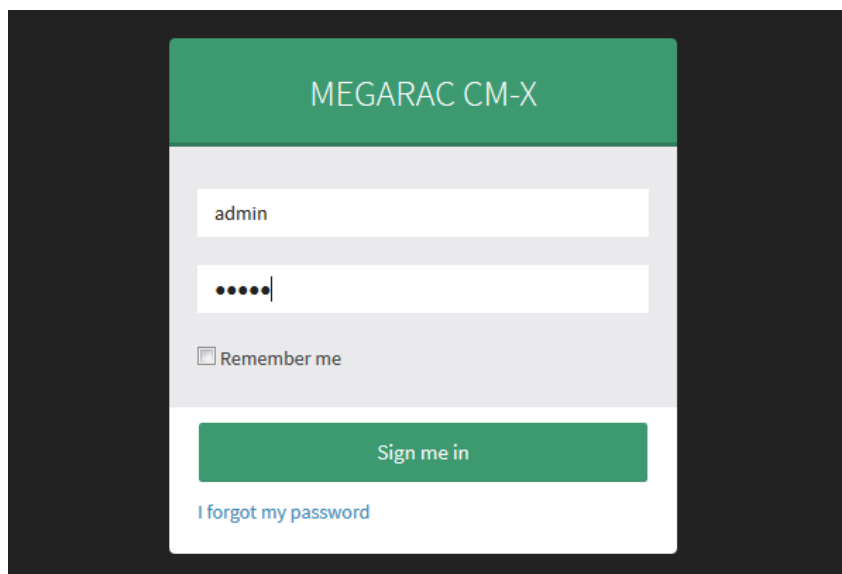 MEGARAC CM-X
admin
•••••
Remember me
Sign me in
I forgot my password